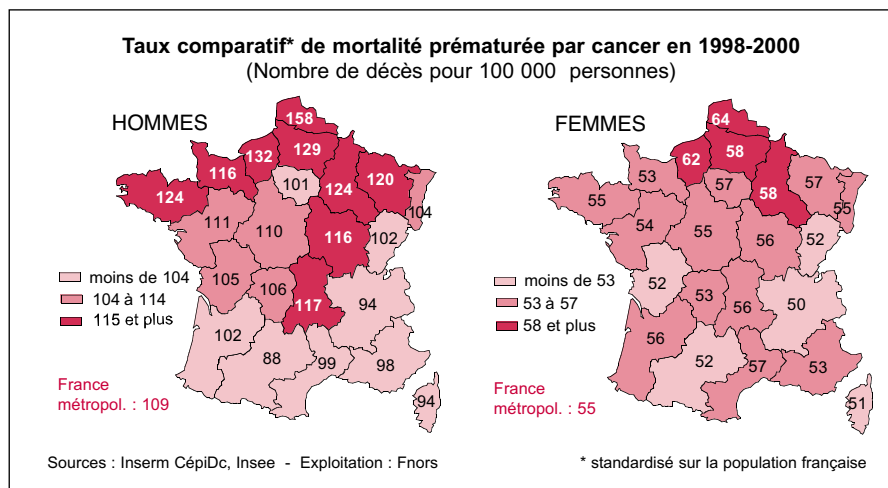 Taux comparatif* de mortalité prématurée par cancer en 1998-2000
(Nombre de décès pour 100 000 personnes)
HOMMES
158
132
129
116
124
101
124
120
104
111
110
116
102
105
106
117
94
102
88
99
98
94
moins de 104
104 à 114
115 et plus
France
métropol. : 109
FEMMES
64
62
58
53
57
58
57
55
55
54
55
56
52
52
53
56
50
56
52
57
53
51
moins de 53
53 à 57
58 et plus
France
métropol. : 55
Sources : Inserm CépiDc, Insee - Exploitation : Fnors
* standardisé sur la population française